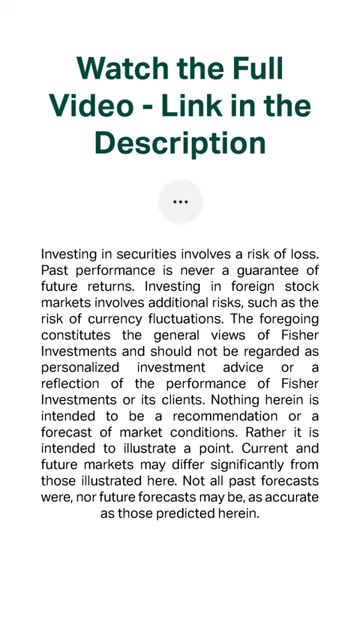 Watch the Full
Video - Link in the
Description
...
Investing in securities involves a risk of loss.
Past performance is never a guarantee of
future returns. Investing in foreign stock
markets involves additional risks, such as the
risk of currency fluctuations. The foregoing
constitutes the general views of Fisher
Investments and should not be regarded as
personalized investment advice or a
reflection of the performance of Fisher
Investments or its clients. Nothing herein is
intended to be a recommendation or a
forecast of market conditions. Rather it is
intended to illustrate a point. Current and
future markets may differ significantly from
those illustrated here. Not all past forecasts
were, nor future forecasts may be, as accurate
as those predicted herein.